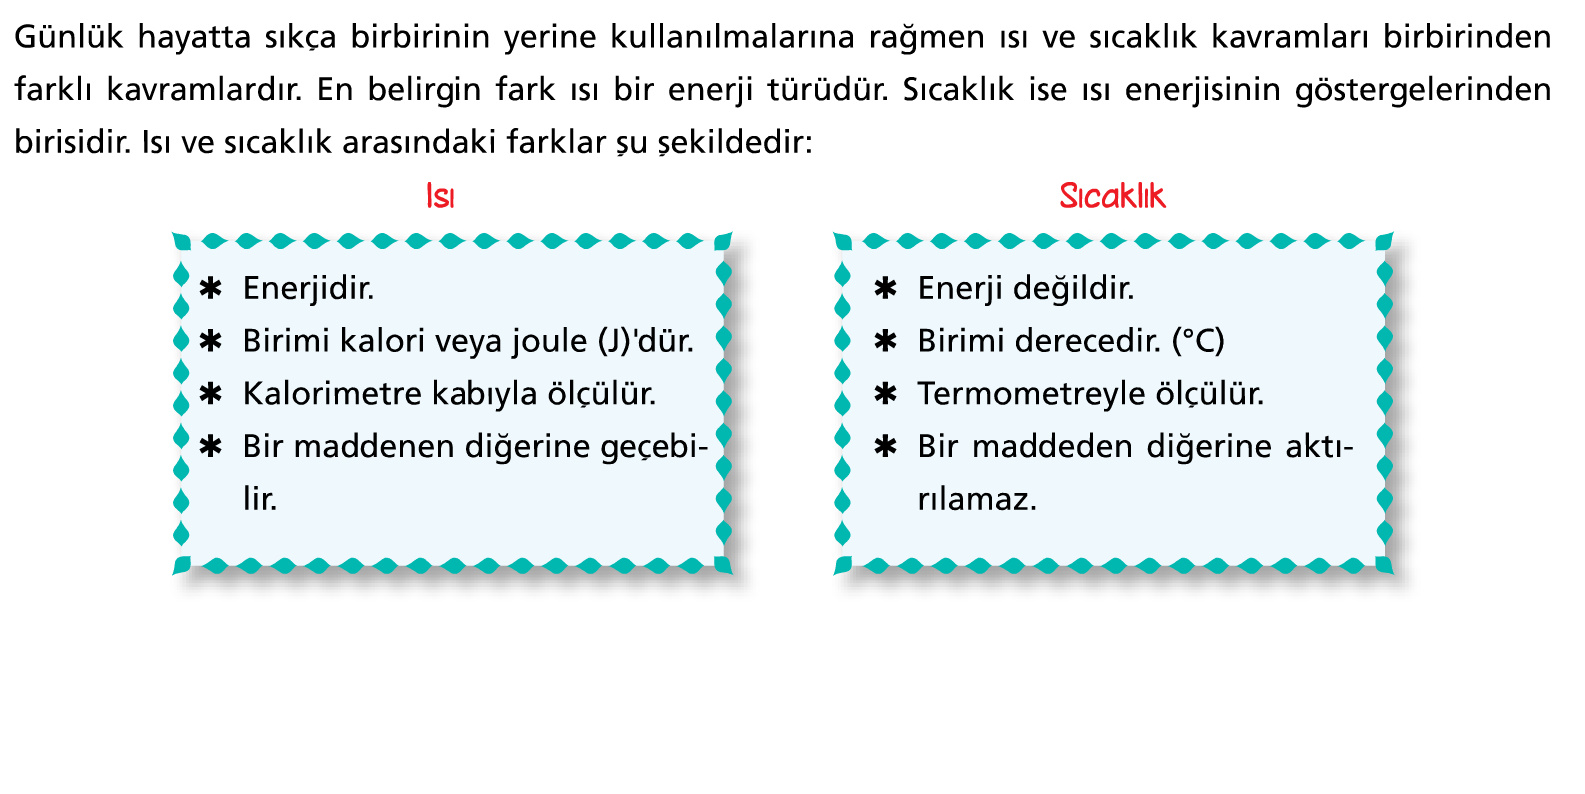 Günlük hayatta sıkça birbirinin yerine kullanılmalarına rağmen ısı ve sıcaklık kavramları birbirinden
farklı kavramlardır. En belirgin fark ısı bir enerji türüdür. Sıcaklık ise ısı enerjisinin göstergelerinden
birisidir. Isı ve sıcaklık arasındaki farklar şu şekildedir:
Isı
✱ Enerjidir.
✱ Birimi kalori veya joule (J)'dür.
✱ Kalorimetre kabıyla ölçülür.
✱ Bir maddenen diğerine geçebi-
lir.
Sıcaklık
✱ Enerji değildir.
✱ Birimi derecedir. (°C)
✱ Termometreyle ölçülür.
✱ Bir maddeden diğerine aktı-
rılamaz.